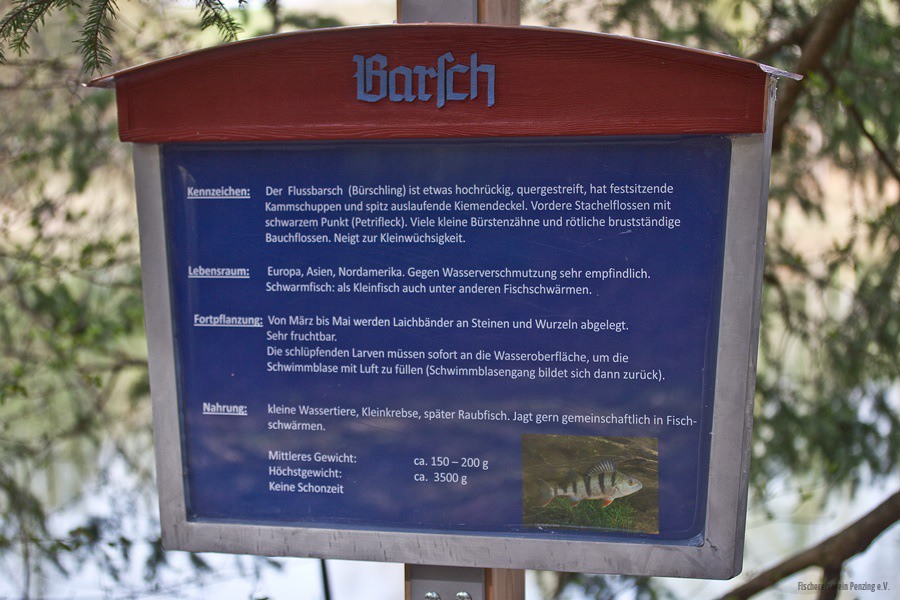 Barsch
Kennzeichen: Der Flussbarsch (Bürschling) ist etwas hochrückig, quergestreift, hat festsitzende
Kammschuppen und spitz auslaufende Kiemendeckel. Vordere Stachelflossen mit
schwarzem Punkt (Petrifleck). Viele kleine Bürstenzähne und rötliche brustständige
Bauchflossen. Neigt zur Kleinwüchsigkeit.
Lebensraum: Europa, Asien, Nordamerika. Gegen Wasserverschmutzung sehr empfindlich.
Schwarmfisch: als Kleinfisch auch unter anderen Fischschwärmen.
Fortpflanzung: Von März bis Mai werden Laichbänder an Steinen und Wurzeln abgelegt.
Sehr fruchtbar.
Die schlüpfenden Larven müssen sofort an die Wasseroberfläche, um die
Schwimmblase mit Luft zu füllen (Schwimmblasengang bildet sich dann zurück).
Nahrung: kleine Wassertiere, Kleinkrebse, später Raubfisch. Jagt gern gemeinschaftlich in Fisch-
schwärmen.
Mittleres Gewicht: ca. 150 – 200 g
Höchstgewicht: ca. 3500 g
Keine Schonzeit
Fischereiverein Penzing e.V.